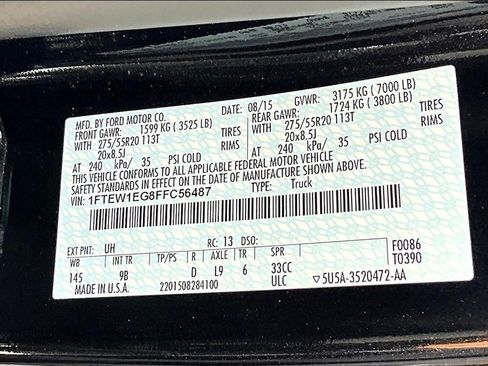 MFD. BY FORD MOTOR CO.
DATE: 08/15 GVWR: 3175 KG ( 7000 LB)
FRONT GAWR: 1599 KG ( 3525 LB) REAR GAWR: 1724 KG ( 3800 LB)
WITH 275/55R20 113T TIRES WITH 275/55R20 113T TIRES
20x8.5J RIMS 20x8.5J RIMS
AT 240 kPa/ 35 PSI COLD AT 240 kPa/ 35 PSI COLD
THIS VEHICLE CONFORMS TO ALL APPLICABLE FEDERAL MOTOR VEHICLE
SAFETY STANDARDS IN EFFECT ON THE DATE OF MANUFACTURE SHOWN ABOVE.
VIN: 1FTEW1EG8FFC56487 TYPE: Truck
EXT PNT: UH RC: 13 DSO: F0086
WB INT TR TP/PS R AXLE TR SPR T0390
145 9B D L9 6 33CC
MADE IN U.S.A. 2201508284100 ULC ▽5U5A-3520472-AA